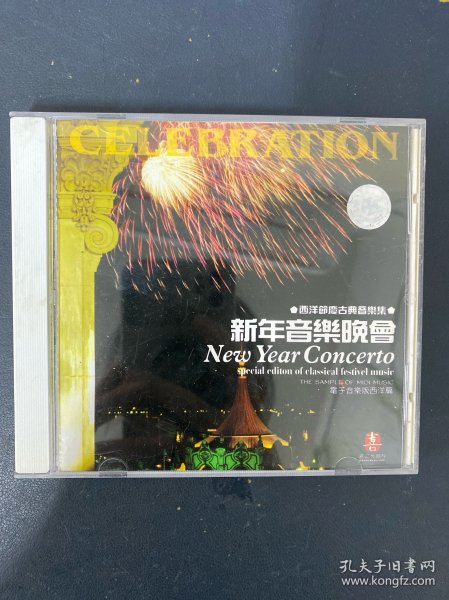 CELEBRATION
西洋節慶古典音樂集
新年音樂晚會
New Year Concerto
special editon of classical festivel music
THE SAMPLE OF MIDI MUSIC
電子音樂版西洋篇
孔夫子旧书网
www.kongfz.com